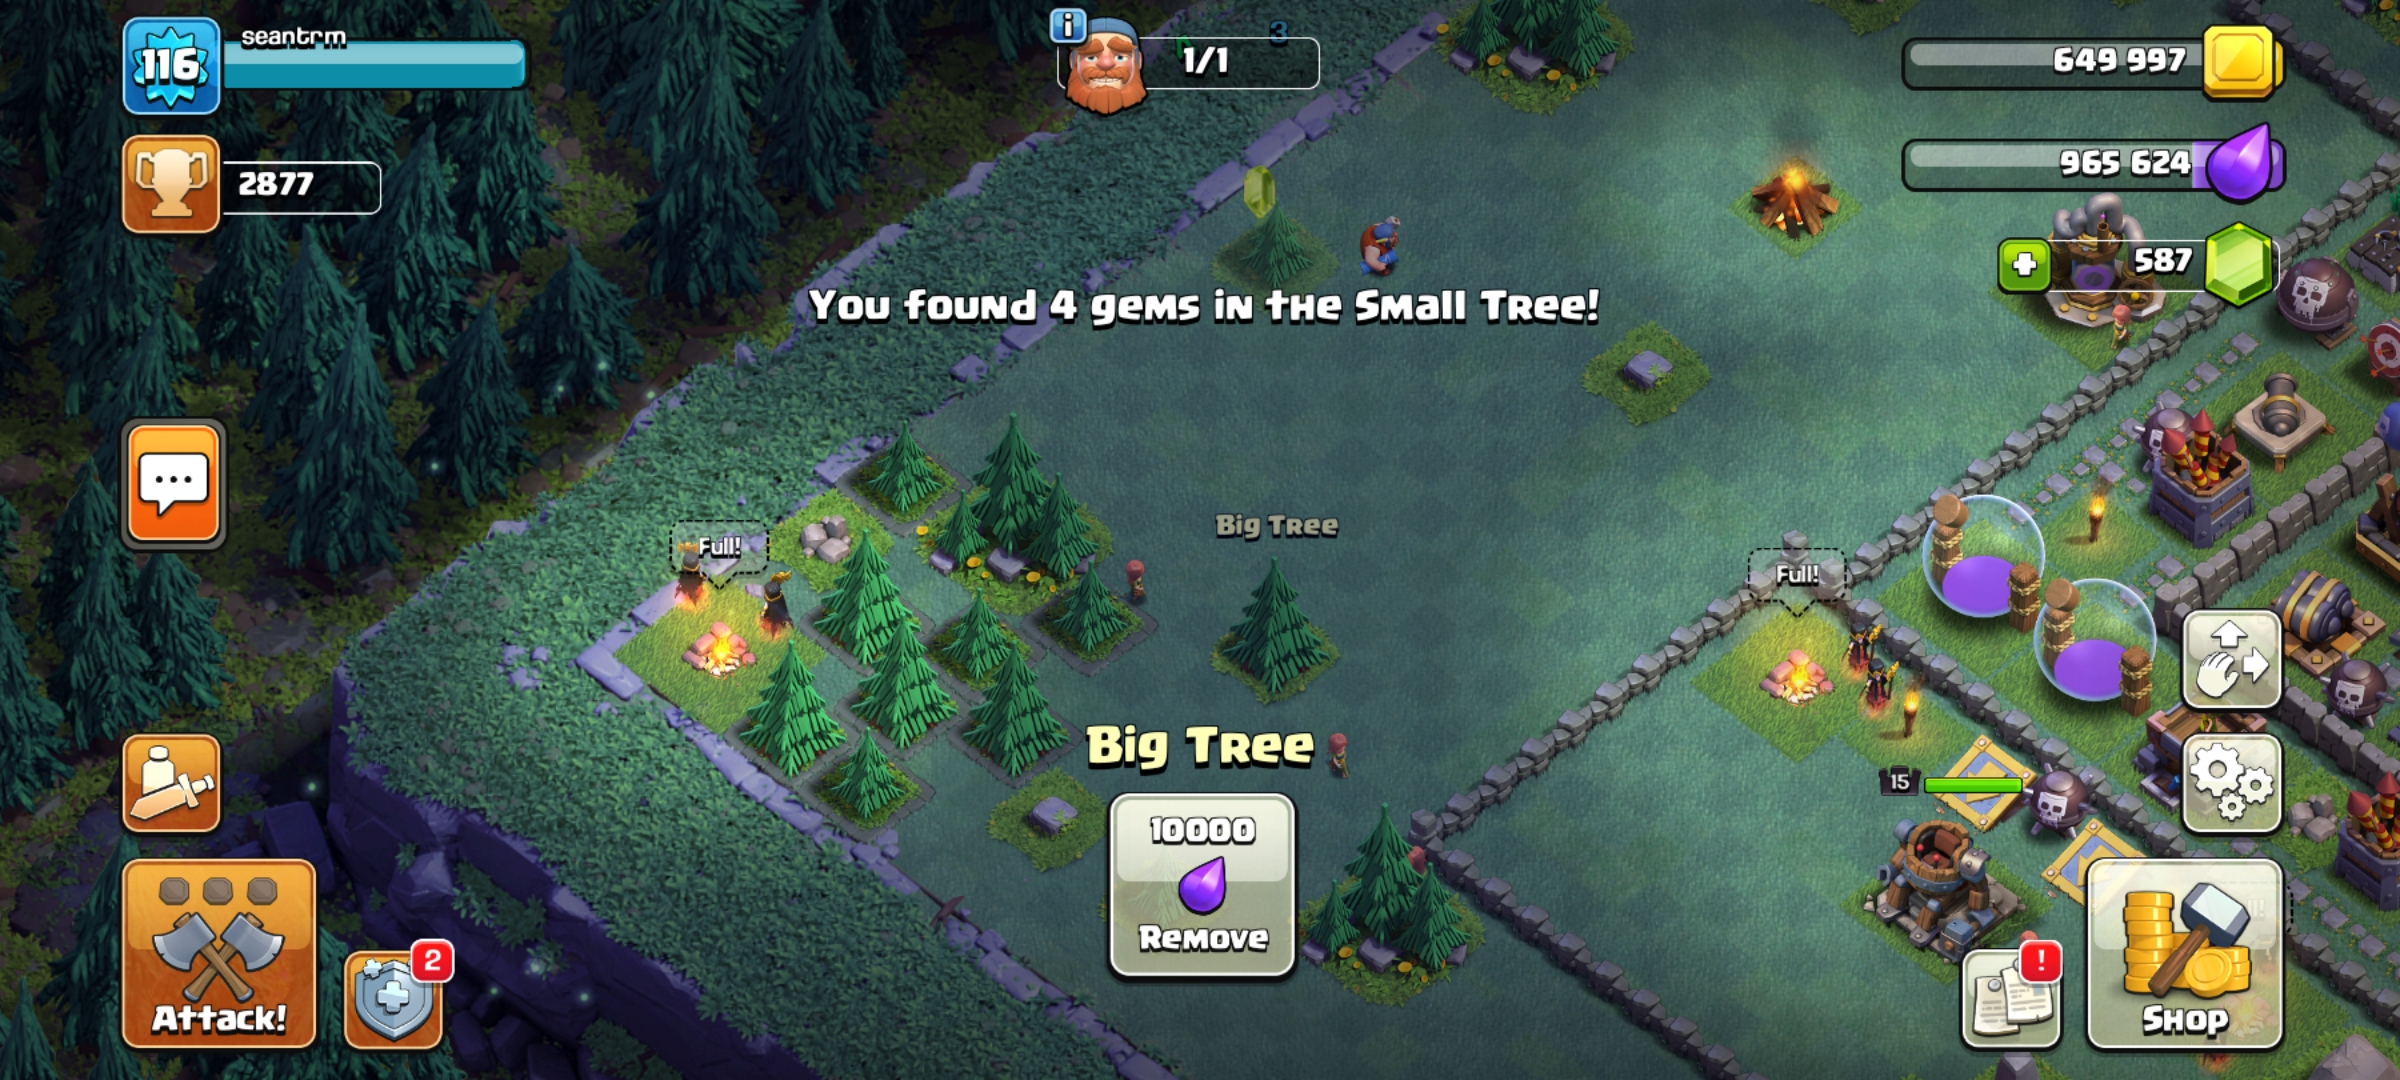 116
seantrm
1/1
3
649 997
2877
965 624
587
You found 4 gems in the Small Tree!
Big Tree
Full!
Full!
Big Tree
15
10000
Remove
2
!
Attack!
Shop